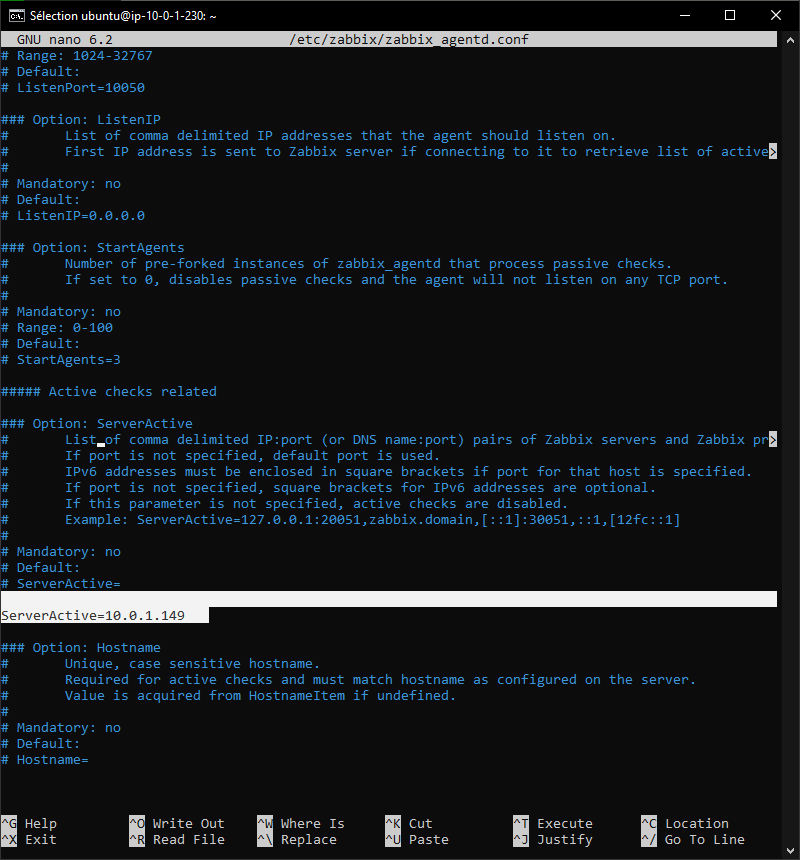 Sélection ubuntu@ip-10-0-1-230: ~
GNU nano 6.2 /etc/zabbix/zabbix_agentd.conf
# Range: 1024-32767
# Default:
# ListenPort=10050
### Option: ListenIP
# List of comma delimited IP addresses that the agent should listen on.
# First IP address is sent to Zabbix server if connecting to it to retrieve list of active>
#
# Mandatory: no
# Default:
# ListenIP=0.0.0.0
### Option: StartAgents
# Number of pre-forked instances of zabbix_agentd that process passive checks.
# If set to 0, disables passive checks and the agent will not listen on any TCP port.
#
# Mandatory: no
# Range: 0-100
# Default:
# StartAgents=3
##### Active checks related
### Option: ServerActive
# List of comma delimited IP:port (or DNS name:port) pairs of Zabbix servers and Zabbix pr>
# If port is not specified, default port is used.
# IPv6 addresses must be enclosed in square brackets if port for that host is specified.
# If port is not specified, square brackets for IPv6 addresses are optional.
# If this parameter is not specified, active checks are disabled.
# Example: ServerActive=127.0.0.1:20051,zabbix.domain,[::1]:30051,::1,[12fc::1]
#
# Mandatory: no
# Default:
# ServerActive=
ServerActive=10.0.1.149
### Option: Hostname
# Unique, case sensitive hostname.
# Required for active checks and must match hostname as configured on the server.
# Value is acquired from HostnameItem if undefined.
#
# Mandatory: no
# Default:
# Hostname=
^G Help ^O Write Out ^W Where Is ^K Cut ^T Execute ^C Location
^X Exit ^R Read File ^\ Replace ^U Paste ^J Justify ^/ Go To Line